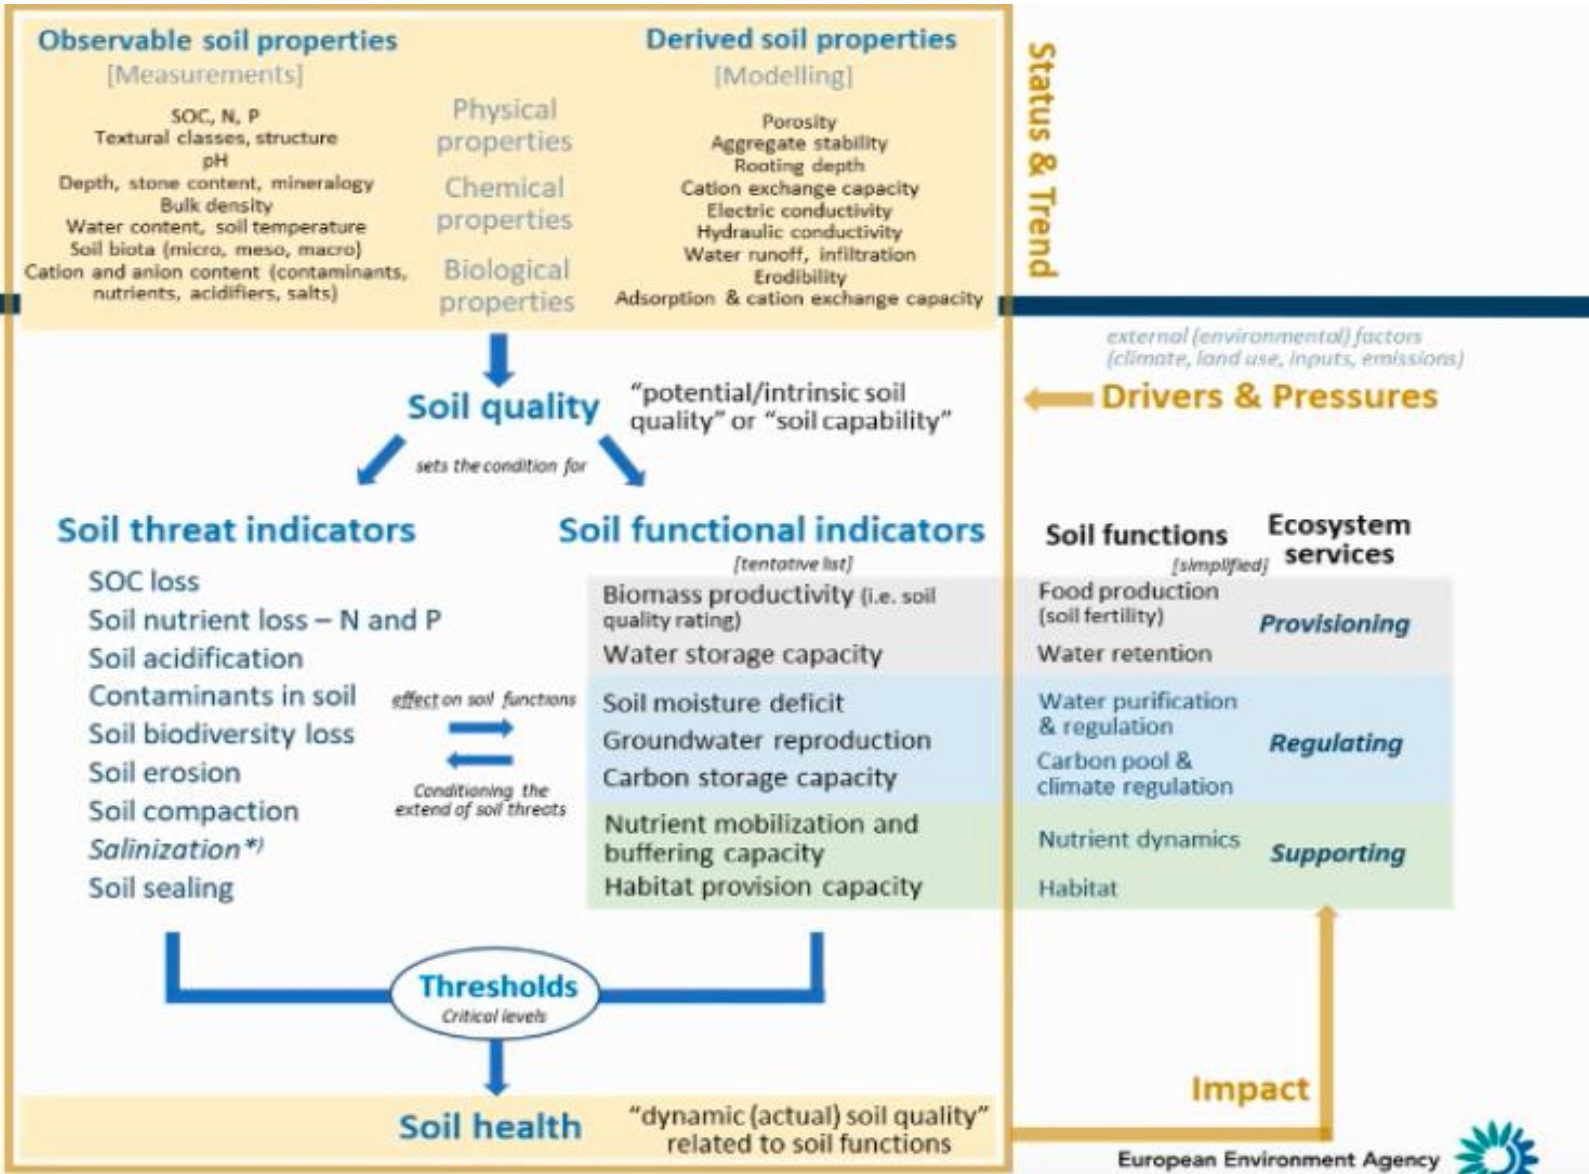 Observable soil properties
[Measurements]
SOC, N, P
Textural classes, structure
pH
Depth, stone content, mineralogy
Bulk density
Water content, soil temperature
Soil biota (micro, meso, macro)
Cation and anion content (contaminants,
nutrients, acidifiers, salts)
Physical
properties
Chemical
properties
Biological
properties
Derived soil properties
[Modelling]
Porosity
Aggregate stability
Rooting depth
Cation exchange capacity
Electric conductivity
Hydraulic conductivity
Water runoff, infiltration
Erodibility
Adsorption & cation exchange capacity
Status & Trend
external (environmental) factors
(climate, land use, inputs, emissions)
Drivers & Pressures
Soil quality
"potential/intrinsic soil
quality" or "soil capability"
sets the condition for
Soil threat indicators
SOC loss
Soil nutrient loss – N and P
Soil acidification
Contaminants in soil
Soil biodiversity loss
Soil erosion
Soil compaction
Salinization*)
Soil sealing
effect on soil functions
Conditioning the
extend of soil threats
Soil functional indicators
[tentative list]
Biomass productivity (i.e. soil
quality rating)
Water storage capacity
Soil moisture deficit
Groundwater reproduction
Carbon storage capacity
Nutrient mobilization and
buffering capacity
Habitat provision capacity
Soil functions
[simplified]
Food production
(soil fertility)
Water retention
Water purification
& regulation
Carbon pool &
climate regulation
Nutrient dynamics
Habitat
Ecosystem
services
Provisioning
Regulating
Supporting
Thresholds
Critical levels
Soil health
"dynamic (actual) soil quality"
related to soil functions
Impact
European Environment Agency